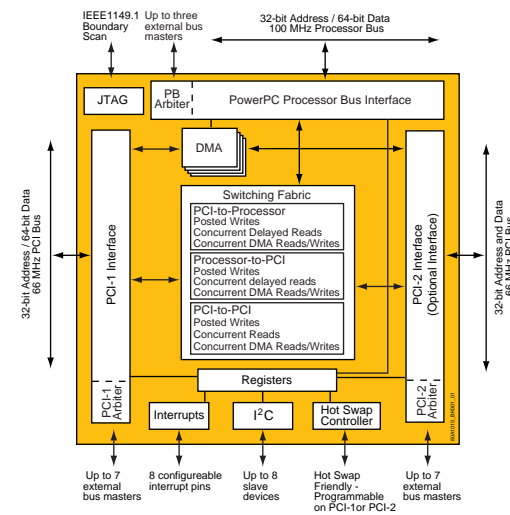 IEEE1149.1
Boundary
Scan
Up to three
external bus
masters
32-bit Address / 64-bit Data
100 MHz Processor Bus
JTAG
PB
Arbiter
PowerPC Processor Bus Interface
DMA
32-bit Address / 64-bit Data
66 MHz PCI Bus
PCI-1 Interface
PCI-1
Arbiter
Switching Fabric
PCI-to-Processor
Posted Writes
Concurrent Delayed Reads
Concurrent DMA Reads/Writes
Processor-to-PCI
Posted Writes
Concurrent delayed reads
Concurrent DMA Reads/Writes
PCI-to-PCI
Posted Writes
Concurrent Reads
Concurrent DMA Reads/Writes
PCI-2 Interface
(Optional Interface)
PCI-2
Arbiter
32-bit Address and Data
66 MHz PCI Bus
Registers
Interrupts
I²C
Hot Swap
Controller
Up to 7
external
bus masters
8 configureable
interrupt pins
Up to 8
slave
devices
Hot Swap
Friendly -
Programmable
on PCI-1or PCI-2
Up to 7
external
bus masters